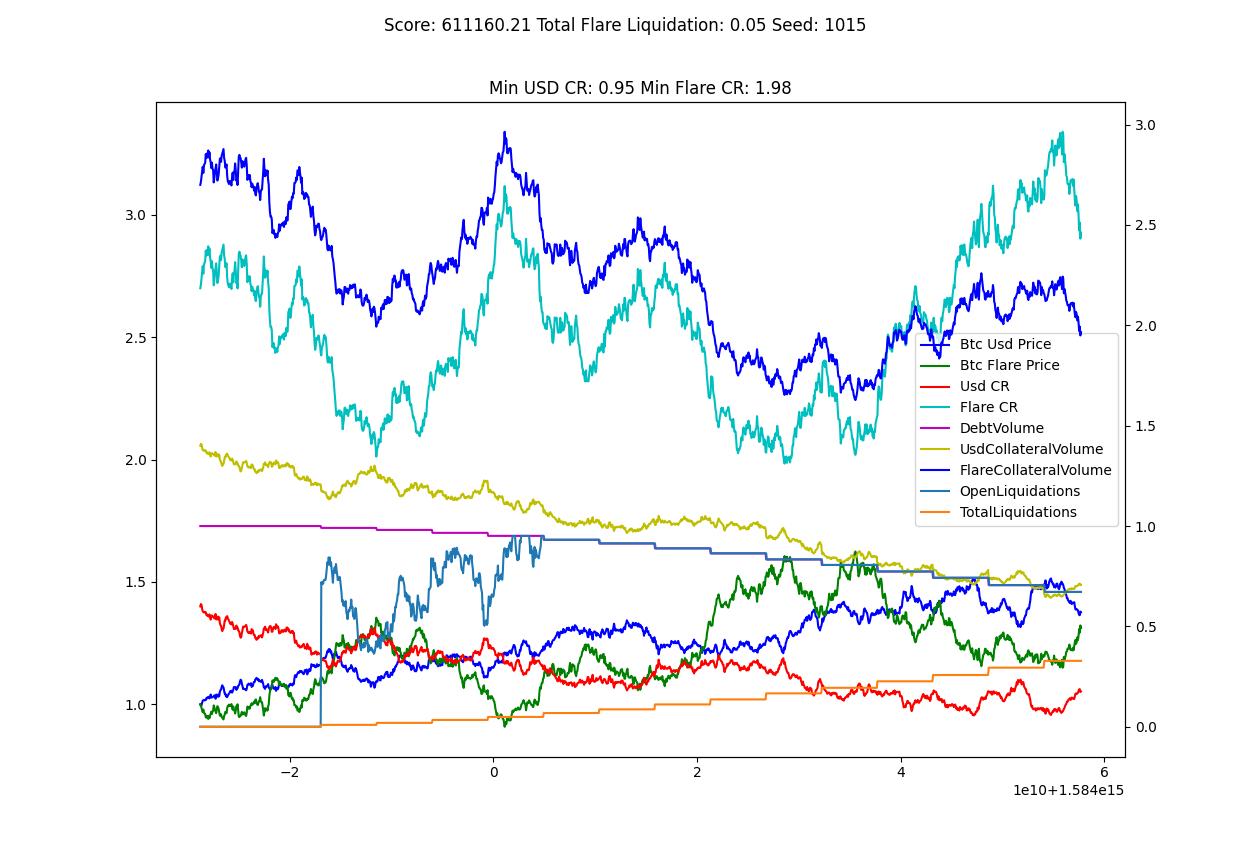 Score: 611160.21 Total Flare Liquidation: 0.05 Seed: 1015
Min USD CR: 0.95 Min Flare CR: 1.98
3.0
2.5
2.0
1.5
1.0
3.0
2.5
2.0
1.5
1.0
0.5
0.0
Btc Usd Price
Btc Flare Price
Usd CR
Flare CR
DebtVolume
UsdCollateralVolume
FlareCollateralVolume
OpenLiquidations
TotalLiquidations
−2 0 2 4 6
1e10+1.584e15